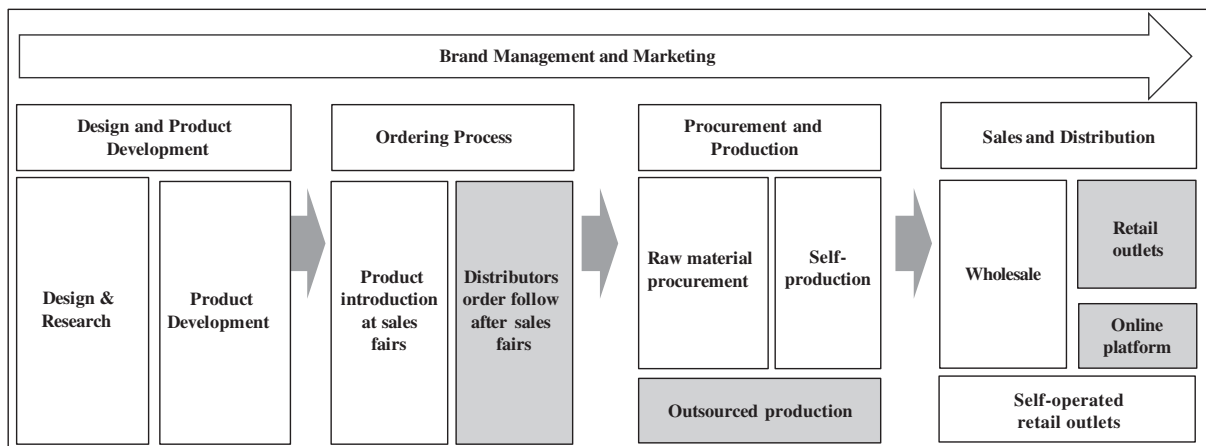 Brand Management and Marketing
Design and Product
Development
Ordering Process
Procurement and
Production
Sales and Distribution
Design &
Research
Product
Development
Product
introduction
at sales
fairs
Distributors
order follow
after sales
fairs
Raw material
procurement
Self-
production
Outsourced production
Wholesale
Retail
outlets
Online
platform
Self-operated
retail outlets